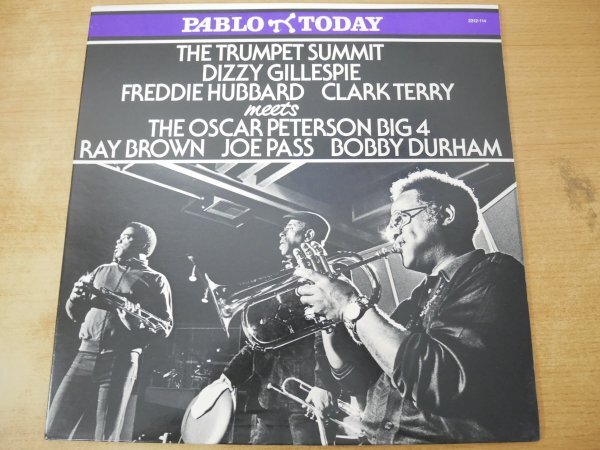 PABLO TODAY
2312-114
THE TRUMPET SUMMIT
DIZZY GILLESPIE
FREDDIE HUBBARD CLARK TERRY
meets
THE OSCAR PETERSON BIG 4
RAY BROWN JOE PASS BOBBY DURHAM